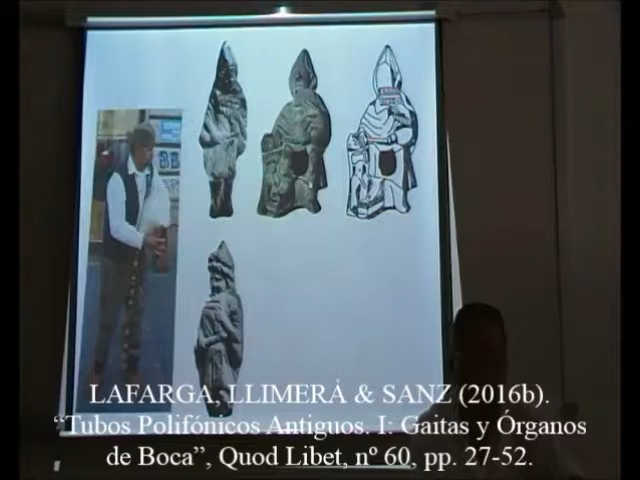 LAFARGA, LLIMERÁ & SANZ (2016b).
“Tubos Polifónicos Antiguos. I: Gaitas y Órganos
de Boca”, Quod Libet, nº 60, pp. 27-52.